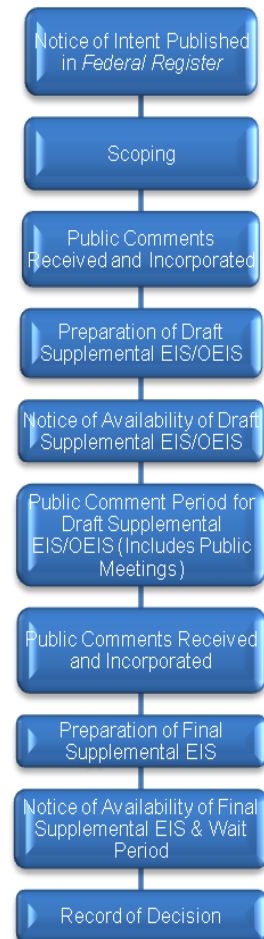 Notice of Intent Published
in Federal Register
Scoping
Public Comments
Received and Incorporated
Preparation of Draft
Supplemental EIS/OEIS
Notice of Availability of Draft
Supplemental EIS/OEIS
Public Comment Period for
Draft Supplemental
EIS/OEIS (Includes Public
Meetings)
Public Comments Received
and Incorporated
Preparation of Final
Supplemental EIS
Notice of Availability of Final
Supplemental EIS & Wait
Period
Record of Decision